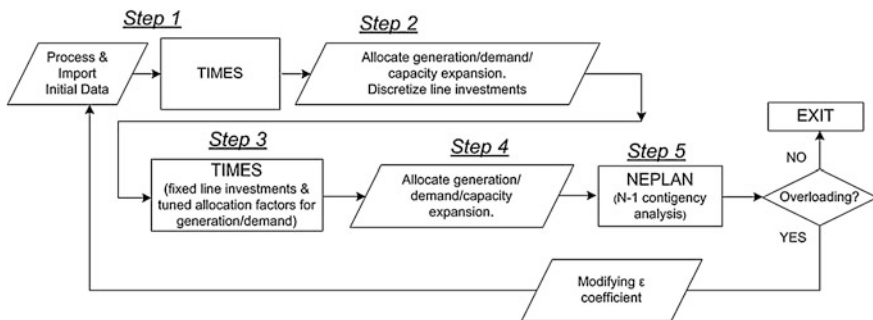 Step 1
Step 2
Process &
Import
Initial Data
TIMES
Allocate generation/demand/
capacity expansion.
Discretize line investments
Step 3
TIMES
(fixed line investments &
tuned allocation factors for
generation/demand)
Step 4
Allocate generation/
demand/capacity
expansion.
Step 5
NEPLAN
(N-1 contigency
analysis)
EXIT
NO
Overloading?
YES
Modifying ε
coefficient